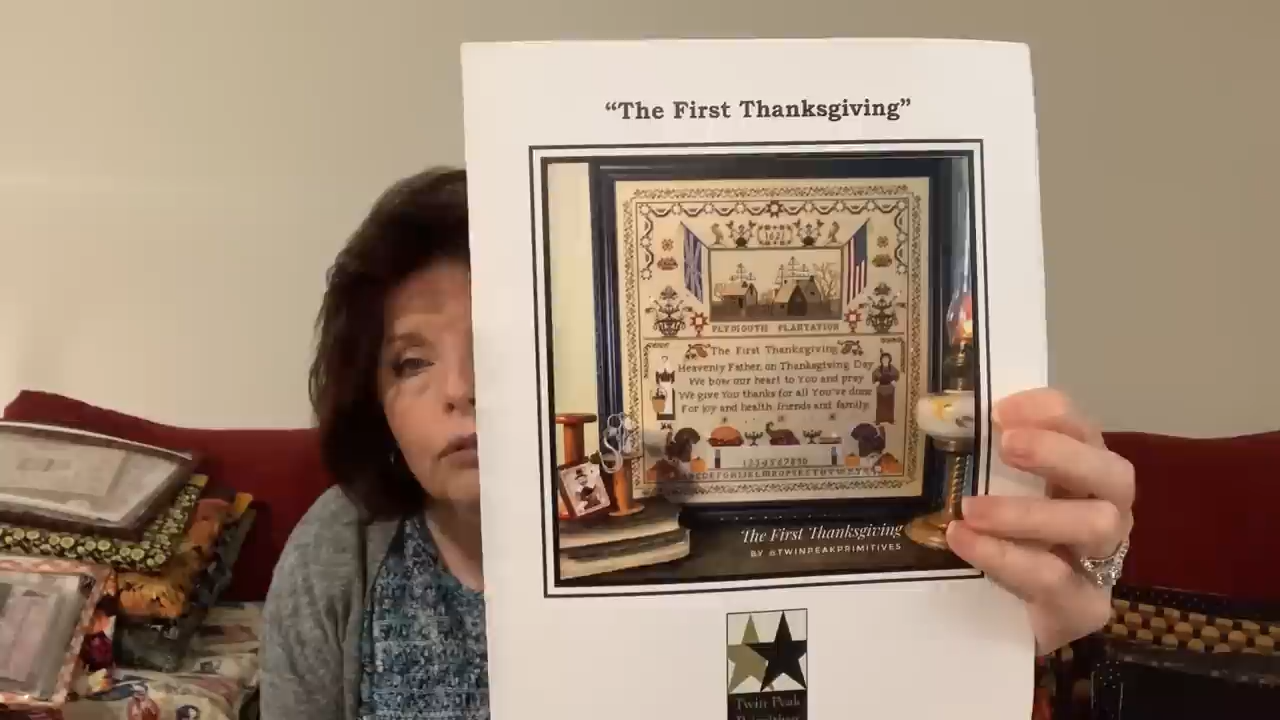 “The First Thanksgiving”
1621
PLYMOUTH PLANTATION
The First Thanksgiving
Heavenly Father, on Thanksgiving Day
We bow our heart to You and pray
We give You thanks for all You've done
For joy and health, friends and family.
1234567890
The First Thanksgiving
BY @TWINPEAKPRIMITIVES
Twin Peak